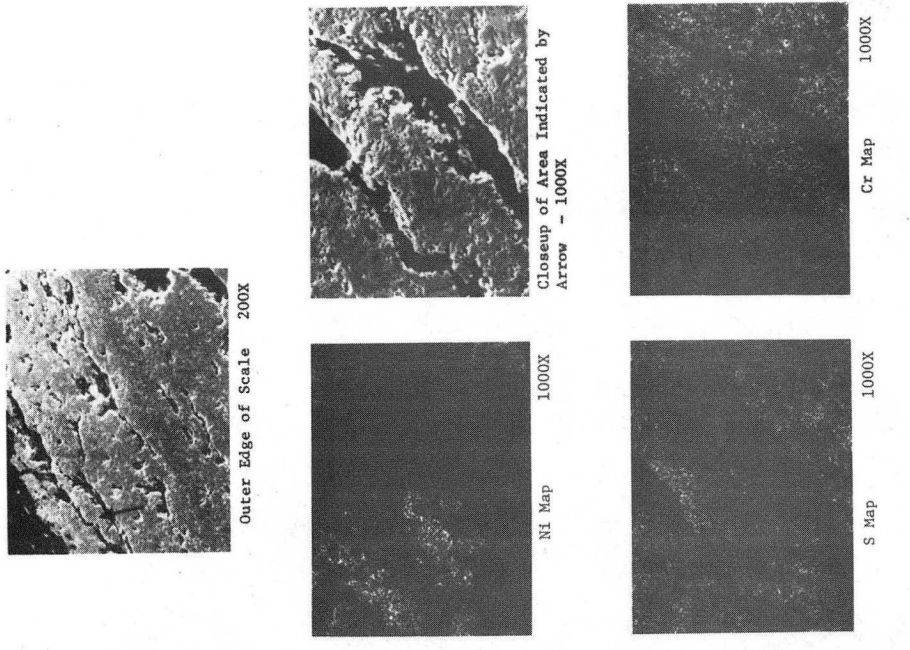 Outer Edge of Scale 200X
Ni Map 1000X
Closeup of Area Indicated by
Arrow - 1000X
S Map 1000X
Cr Map 1000X